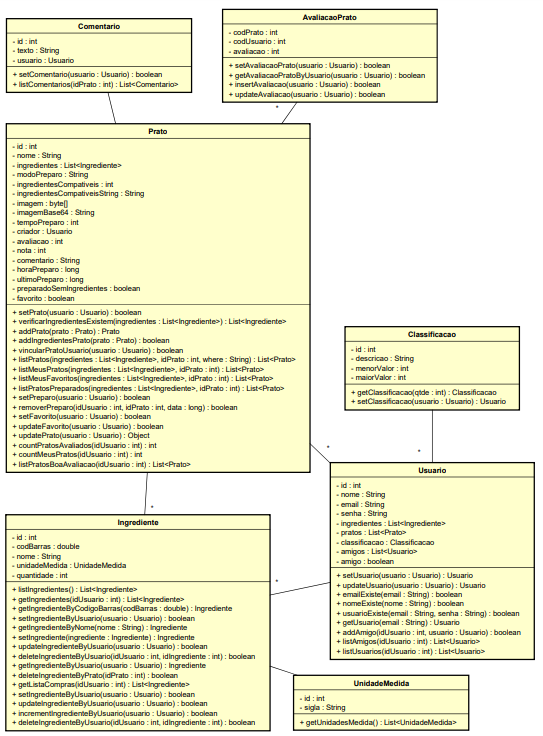 Comentario
- id : int
- texto : String
- usuario : Usuario
+ setComentario(usuario : Usuario) : boolean
+ listComentarios(idPrato : int) : List<Comentario>
AvaliacaoPrato
- codPrato : int
- codUsuario : int
- avaliacao : int
+ setAvaliacaoPrato(usuario : Usuario) : boolean
+ getAvaliacaoPratoByUsuario(usuario : Usuario) : boolean
+ insertAvaliacao(usuario : Usuario) : boolean
+ updateAvaliacao(usuario : Usuario) : boolean
*
Prato
- id : int
- nome : String
- ingredientes : List<Ingrediente>
- modoPreparo : String
- ingredientesCompativeis : int
- ingredientesCompativeisString : String
- imagem : byte[]
- imagemBase64 : String
- tempoPreparo : int
- criador : Usuario
- avaliacao : int
- nota : int
- comentario : String
- horaPreparo : long
- ultimoPreparo : long
- preparadoSemIngredientes : boolean
- favorito : boolean
+ setPrato(usuario : Usuario) : boolean
+ verificarIngredientesExistem(ingredientes : List<Ingrediente>) : List<Ingrediente>
+ addPrato(prato : Prato) : Prato
+ addIngredientesPrato(prato : Prato) : boolean
+ vincularPratoUsuario(usuario : Usuario) : boolean
+ listPratos(ingredientes : List<Ingrediente>, idPrato : int, where : String) : List<Prato>
+ listMeusPratos(ingredientes : List<Ingrediente>, idPrato : int) : List<Prato>
+ listMeusFavoritos(ingredientes : List<Ingrediente>, idPrato : int) : List<Prato>
+ listPratosPreparados(ingredientes : List<Ingrediente>, idPrato : int) : List<Prato>
+ setPreparo(usuario : Usuario) : boolean
+ removerPreparo(idUsuario : int, idPrato : int, data : long) : boolean
+ setFavorito(usuario : Usuario) : boolean
+ updateFavorito(usuario : Usuario) : boolean
+ updatePrato(usuario : Usuario) : Object
+ countPratosAvaliados(idUsuario : int) : int
+ countMeusPratos(idUsuario : int) : int
+ listPratosBoaAvaliacao(idUsuario : int) : List<Prato>
Classificacao
- id : int
- descricao : String
- menorValor : int
- maiorValor : int
+ getClassificacao(qtde : int) : Classificacao
+ setClassificacao(usuario : Usuario) : Usuario
*
*
Usuario
- id : int
- nome : String
- email : String
- senha : String
- ingredientes : List<Ingrediente>
- pratos : List<Prato>
- classificacao : Classificacao
- amigos : List<Usuario>
- amigo : boolean
+ setUsuario(usuario : Usuario) : Usuario
+ updateUsuario(usuario : Usuario) : Usuario
+ emailExiste(email : String) : boolean
+ nomeExiste(nome : String) : boolean
+ usuarioExiste(email : String, senha : String) : boolean
+ getUsuario(email : String) : Usuario
+ addAmigo(idUsuario : int, usuario : Usuario) : boolean
+ listAmigos(idUsuario : int) : List<Usuario>
+ listUsuarios(idUsuario : int) : List<Usuario>
*
Ingrediente
- id : int
- codBarras : double
- nome : String
- unidadeMedida : UnidadeMedida
- quantidade : int
+ listIngredientes() : List<Ingrediente>
+ getIngredientes(idUsuario : int) : List<Ingrediente>
+ getIngredienteByCodigoBarras(codBarras : double) : Ingrediente
+ setIngredienteByUsuario(usuario : Usuario) : boolean
+ getIngredienteByNome(nome : String) : Ingrediente
+ setIngrediente(ingrediente : Ingrediente) : Ingrediente
+ updateIngredienteByUsuario(usuario : Usuario) : boolean
+ deleteIngredienteByUsuario(idUsuario : int, idIngrediente : int) : boolean
+ getIngredienteByUsuario(usuario : Usuario) : Ingrediente
+ deleteIngredienteByPrato(idPrato : int) : boolean
+ getListaCompras(idUsuario : int) : List<Ingrediente>
+ setIngredienteByUsuario(usuario : Usuario) : boolean
+ updateIngredienteByUsuario(usuario : Usuario) : boolean
+ incrementIngredienteByUsuario(usuario : Usuario) : boolean
+ deleteIngredienteByUsuario(idUsuario : int, idIngrediente : int) : boolean
*
UnidadeMedida
- id : int
- sigla : String
+ getUnidadesMedida() : List<UnidadeMedida>